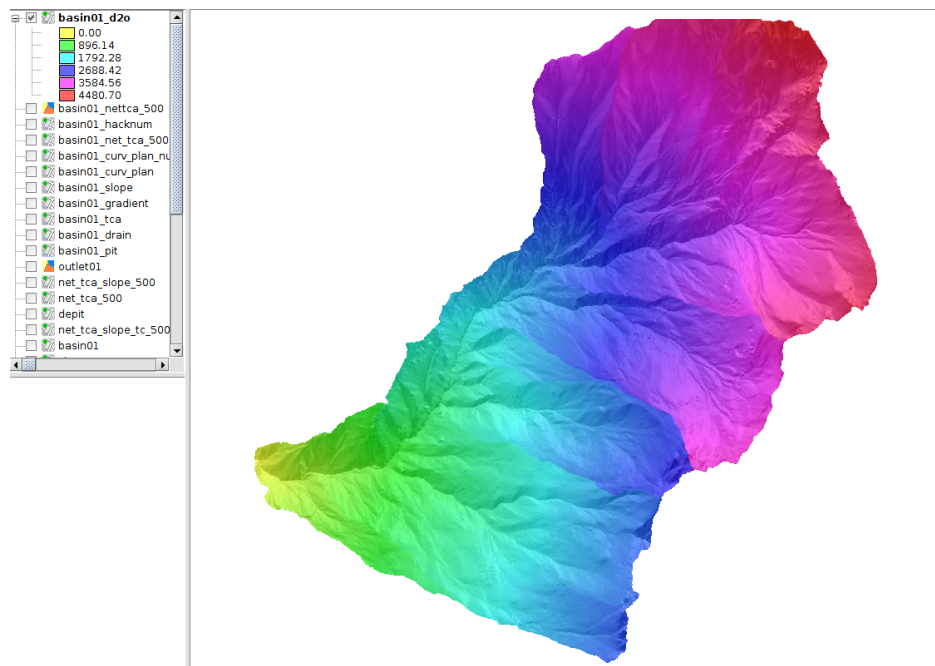 basin01_d2o
0.00
896.14
1792.28
2688.42
3584.56
4480.70
basin01_nettca_500
basin01_hacknum
basin01_net_tca_500
basin01_curv_plan_nu
basin01_curv_plan
basin01_slope
basin01_gradient
basin01_tca
basin01_drain
basin01_pit
outlet01
net_tca_slope_500
net_tca_500
depit
net_tca_slope_tc_500
basin01